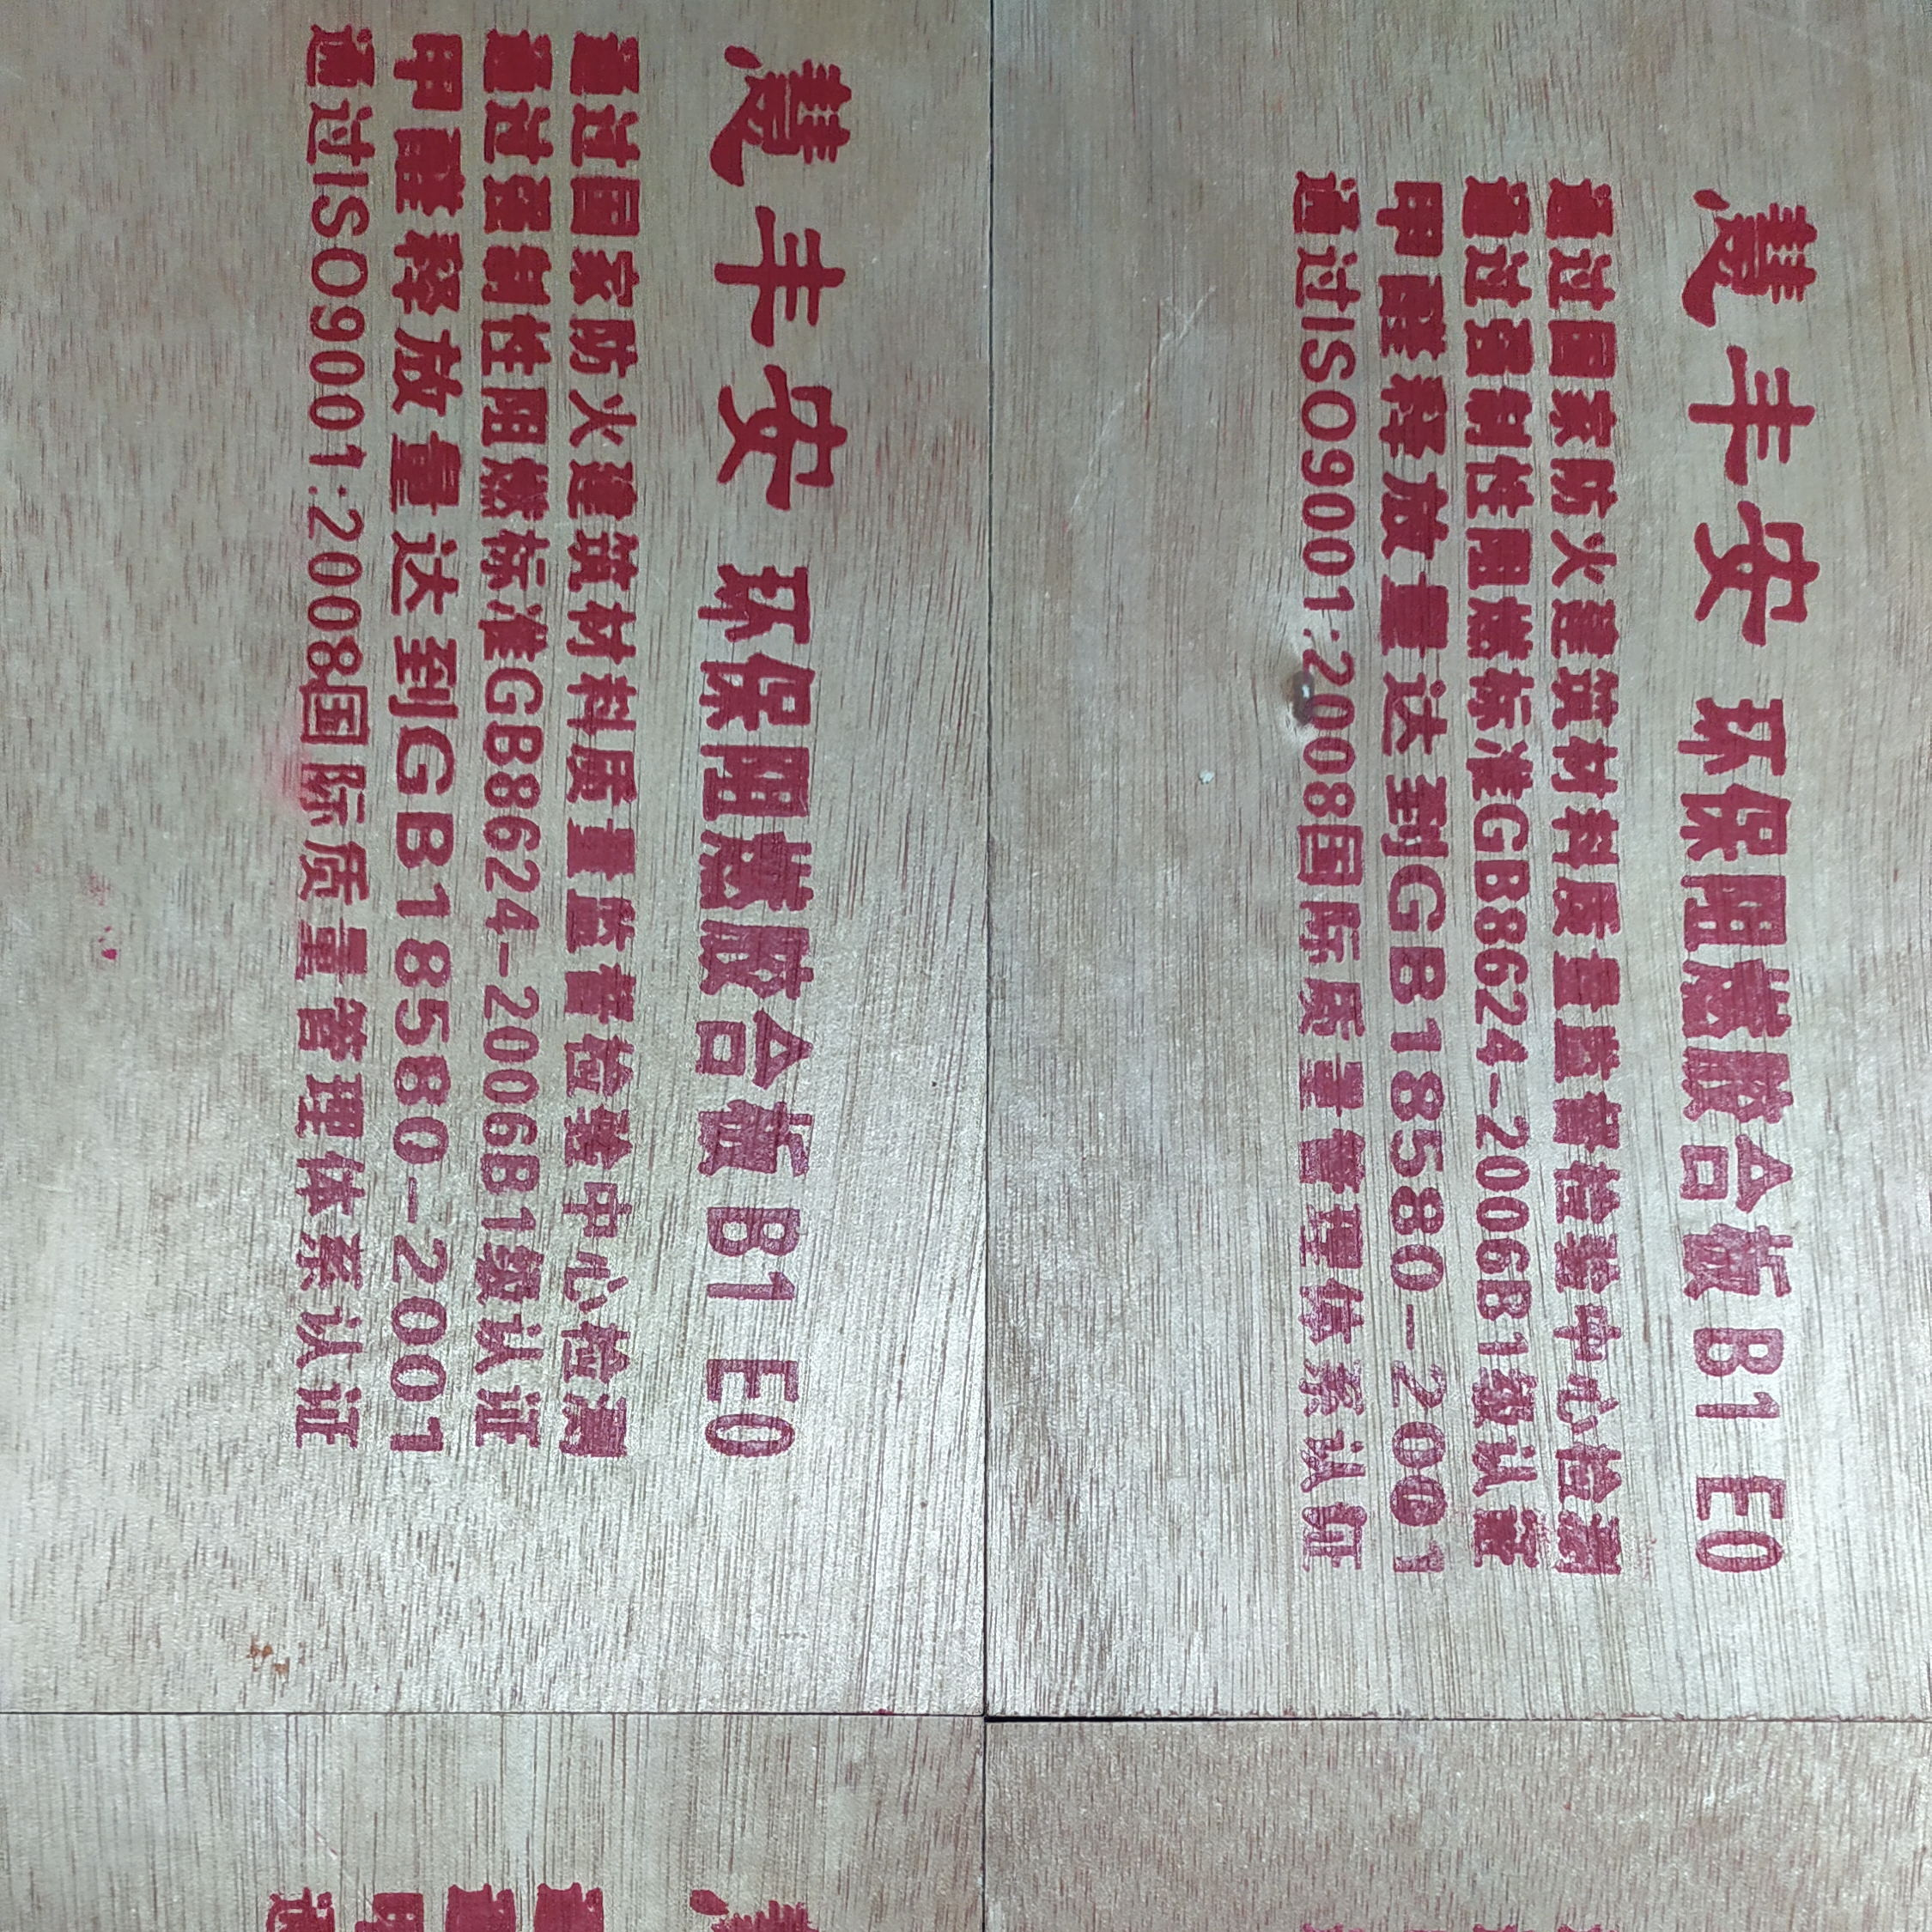 慧丰安 环保阻燃胶合板 B1 E0
通过国家防火建筑材料质量监督检验中心检测
通过强制性阻燃标准GB8624-2006B1级认证
甲醛释放量达到GB18580-2001
通过ISO9001:2008国际质量管理体系认证
慧丰安 环保阻燃胶合板 B1 E0
通过国家防火建筑材料质量监督检验中心检测
通过强制性阻燃标准GB8624-2006B1级认证
甲醛释放量达到GB18580-2001
通过ISO9001:2008国际质量管理体系认证